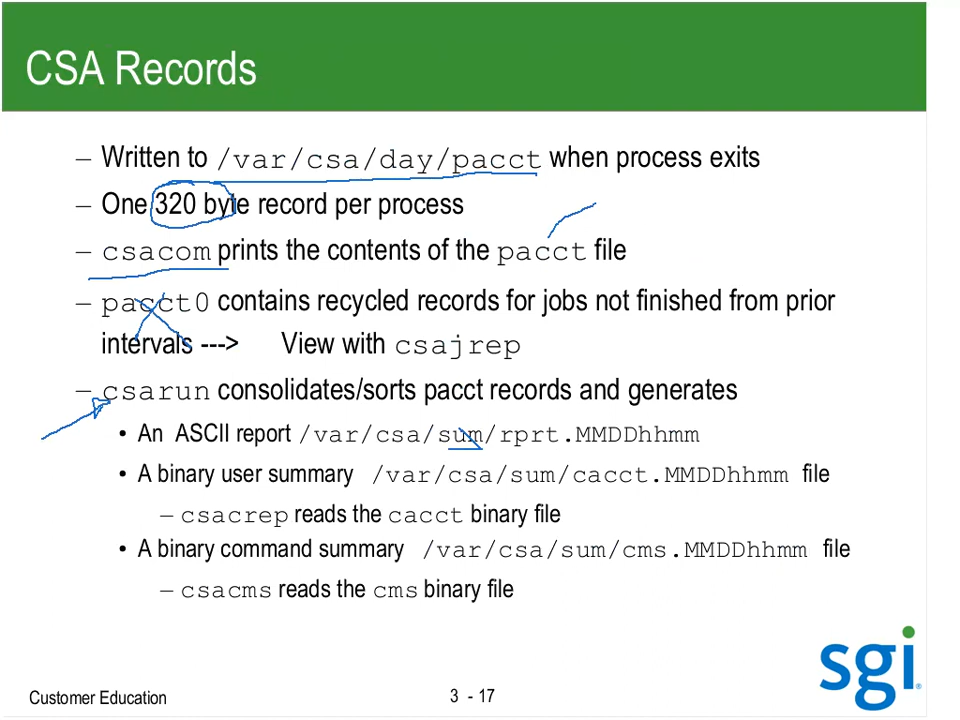 CSA Records
– Written to /var/csa/day/pacct when process exits
– One 320 byte record per process
– csacom prints the contents of the pacct file
– pacct0 contains recycled records for jobs not finished from prior
intervals ---> View with csajrep
– csarun consolidates/sorts pacct records and generates
• An ASCII report /var/csa/sum/rprt.MMDDhhmm
• A binary user summary /var/csa/sum/cacct.MMDDhhmm file
– csacrep reads the cacct binary file
• A binary command summary /var/csa/sum/cms.MMDDhhmm file
– csacms reads the cms binary file
sgi
Customer Education
3 - 17